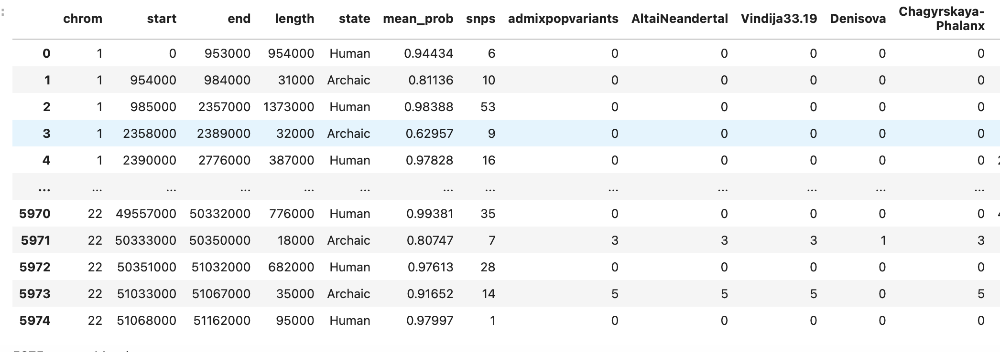 chrom start end length state mean_prob snps admixpopvariants AltaiNeandertal Vindija33.19 Denisova Chagyrskaya-
Phalanx
0 1 0 953000 954000 Human 0.94434 6 0 0 0 0 0
1 1 954000 984000 31000 Archaic 0.81136 10 0 0 0 0 0
2 1 985000 2357000 1373000 Human 0.98388 53 0 0 0 0 0
3 1 2358000 2389000 32000 Archaic 0.62957 9 0 0 0 0 0
4 1 2390000 2776000 387000 Human 0.97828 16 0 0 0 0 0
... ... ... ... ... ... ... ... ... ... ... ... ...
5970 22 49557000 50332000 776000 Human 0.99381 35 0 0 0 0 0
5971 22 50333000 50350000 18000 Archaic 0.80747 7 3 3 3 1 3
5972 22 50351000 51032000 682000 Human 0.97613 28 0 0 0 0 0
5973 22 51033000 51067000 35000 Archaic 0.91652 14 5 5 5 0 5
5974 22 51068000 51162000 95000 Human 0.97997 1 0 0 0 0 0